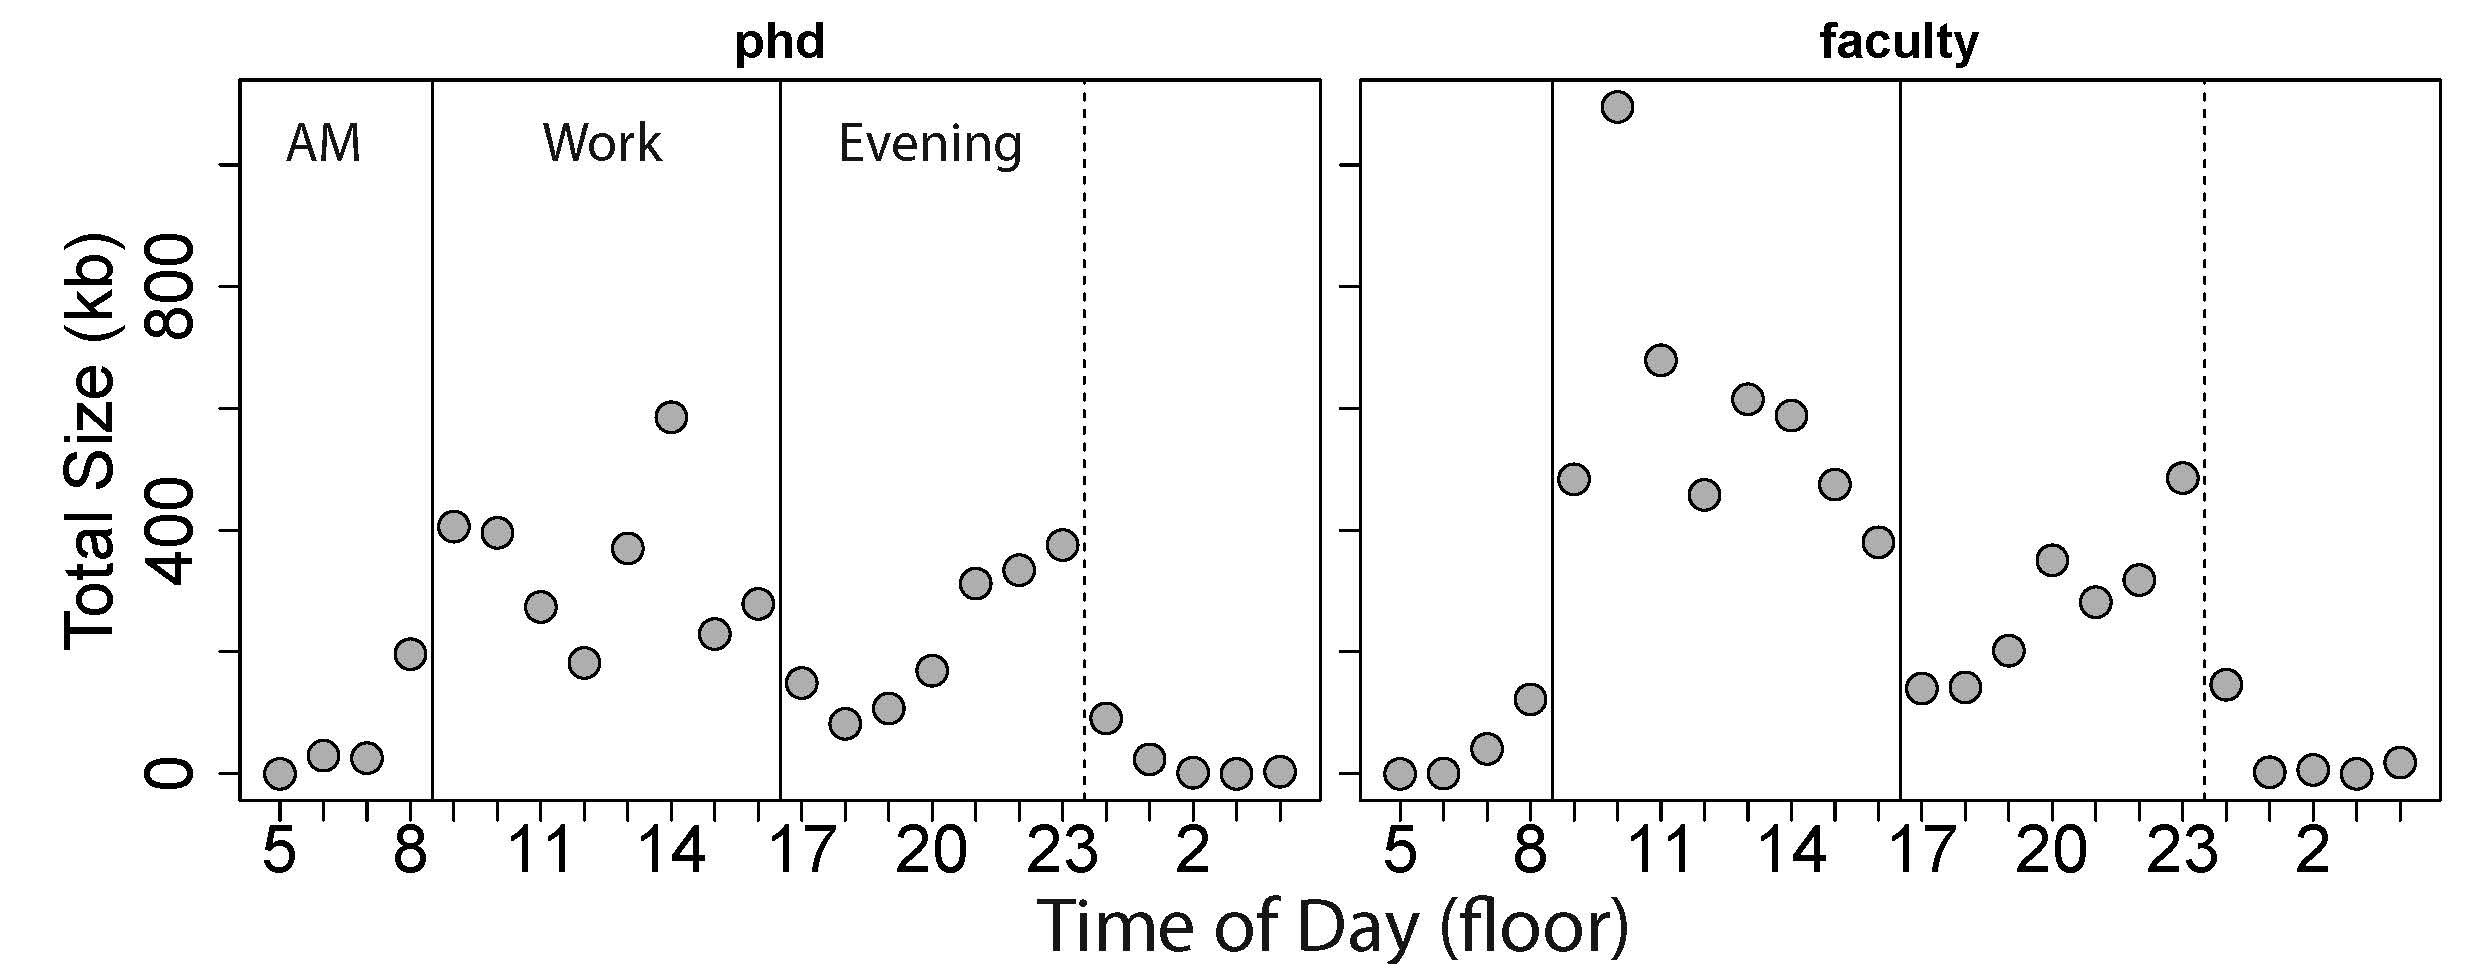 phd
faculty
AM Work Evening
Total Size (kb)
800
400
0
5 8 11 14 17 20 23 2
5 8 11 14 17 20 23 2
Time of Day (floor)